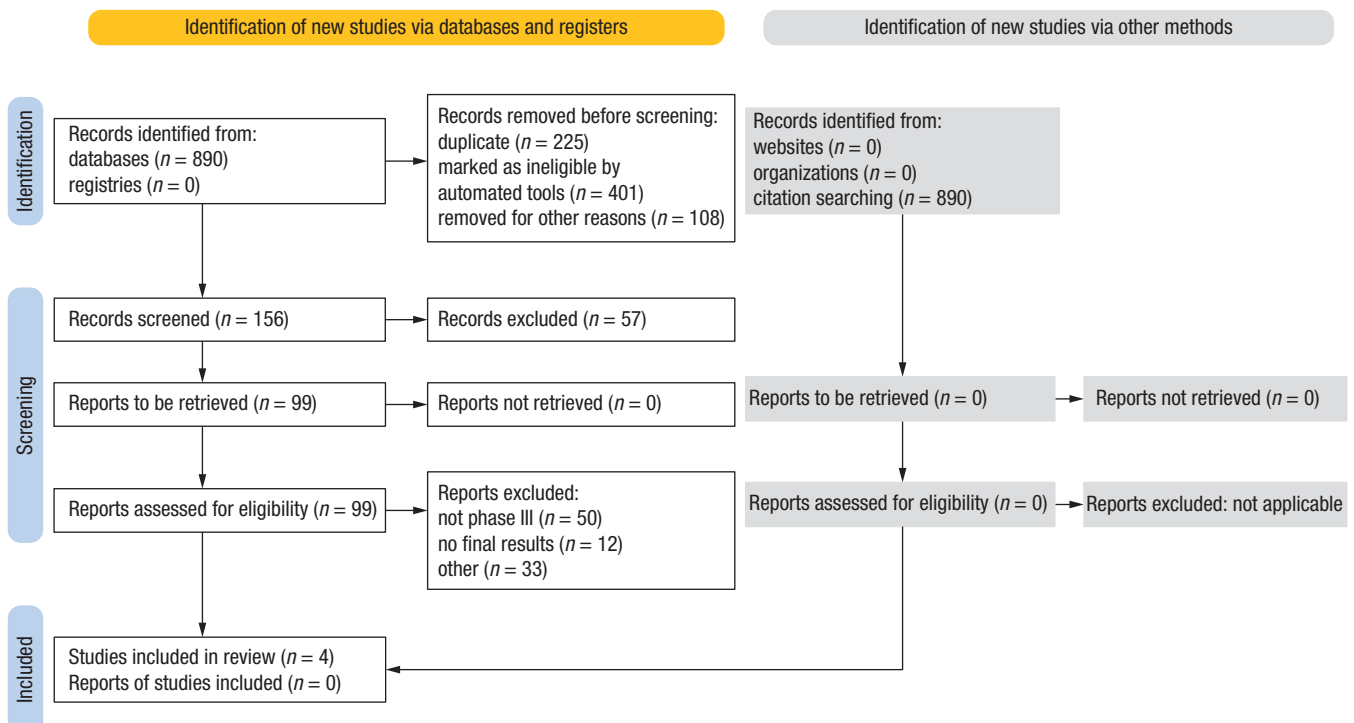 Identification of new studies via databases and registers
Identification of new studies via other methods
Identification
Records identified from:
databases (n = 890)
registries (n = 0)
Records removed before screening:
duplicate (n = 225)
marked as ineligible by
automated tools (n = 401)
removed for other reasons (n = 108)
Records identified from:
websites (n = 0)
organizations (n = 0)
citation searching (n = 890)
Screening
Records screened (n = 156)
Records excluded (n = 57)
Reports to be retrieved (n = 99)
Reports not retrieved (n = 0)
Reports to be retrieved (n = 0)
Reports not retrieved (n = 0)
Reports assessed for eligibility (n = 99)
Reports excluded:
not phase III (n = 50)
no final results (n = 12)
other (n = 33)
Reports assessed for eligibility (n = 0)
Reports excluded: not applicable
Included
Studies included in review (n = 4)
Reports of studies included (n = 0)